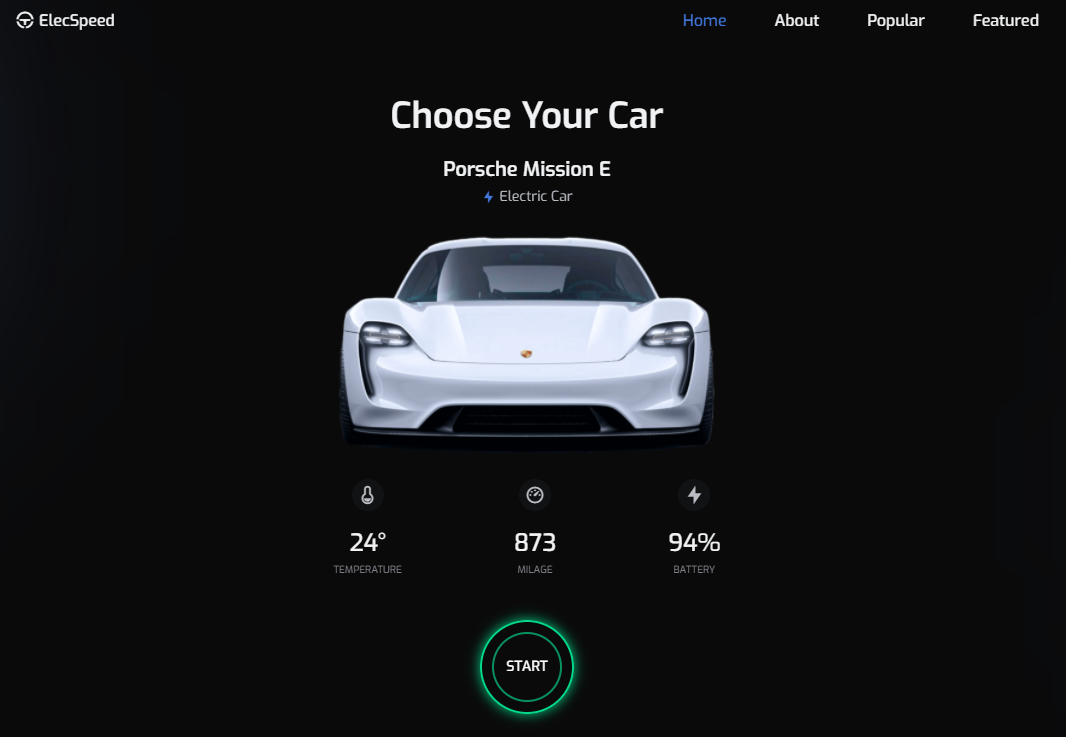 ElecSpeed
Home About Popular Featured
Choose Your Car
Porsche Mission E
Electric Car
24° 873 94%
TEMPERATURE MILAGE BATTERY
START